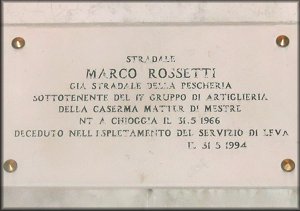 STRADALE
MARCO ROSSETTI
GIA STRADALE DELLA PESCHERIA
SOTTOTENENTE DEL 17 GRUPPO DI ARTIGLIERIA
DELLA CASERMA MATTER DI MESTRE
NT A CHIOGGIA IL 31.5 1966
DECEDUTO NELL'ESPLETAMENTO DEL SERVIZIO DI LEVA
IL 31 5 1994